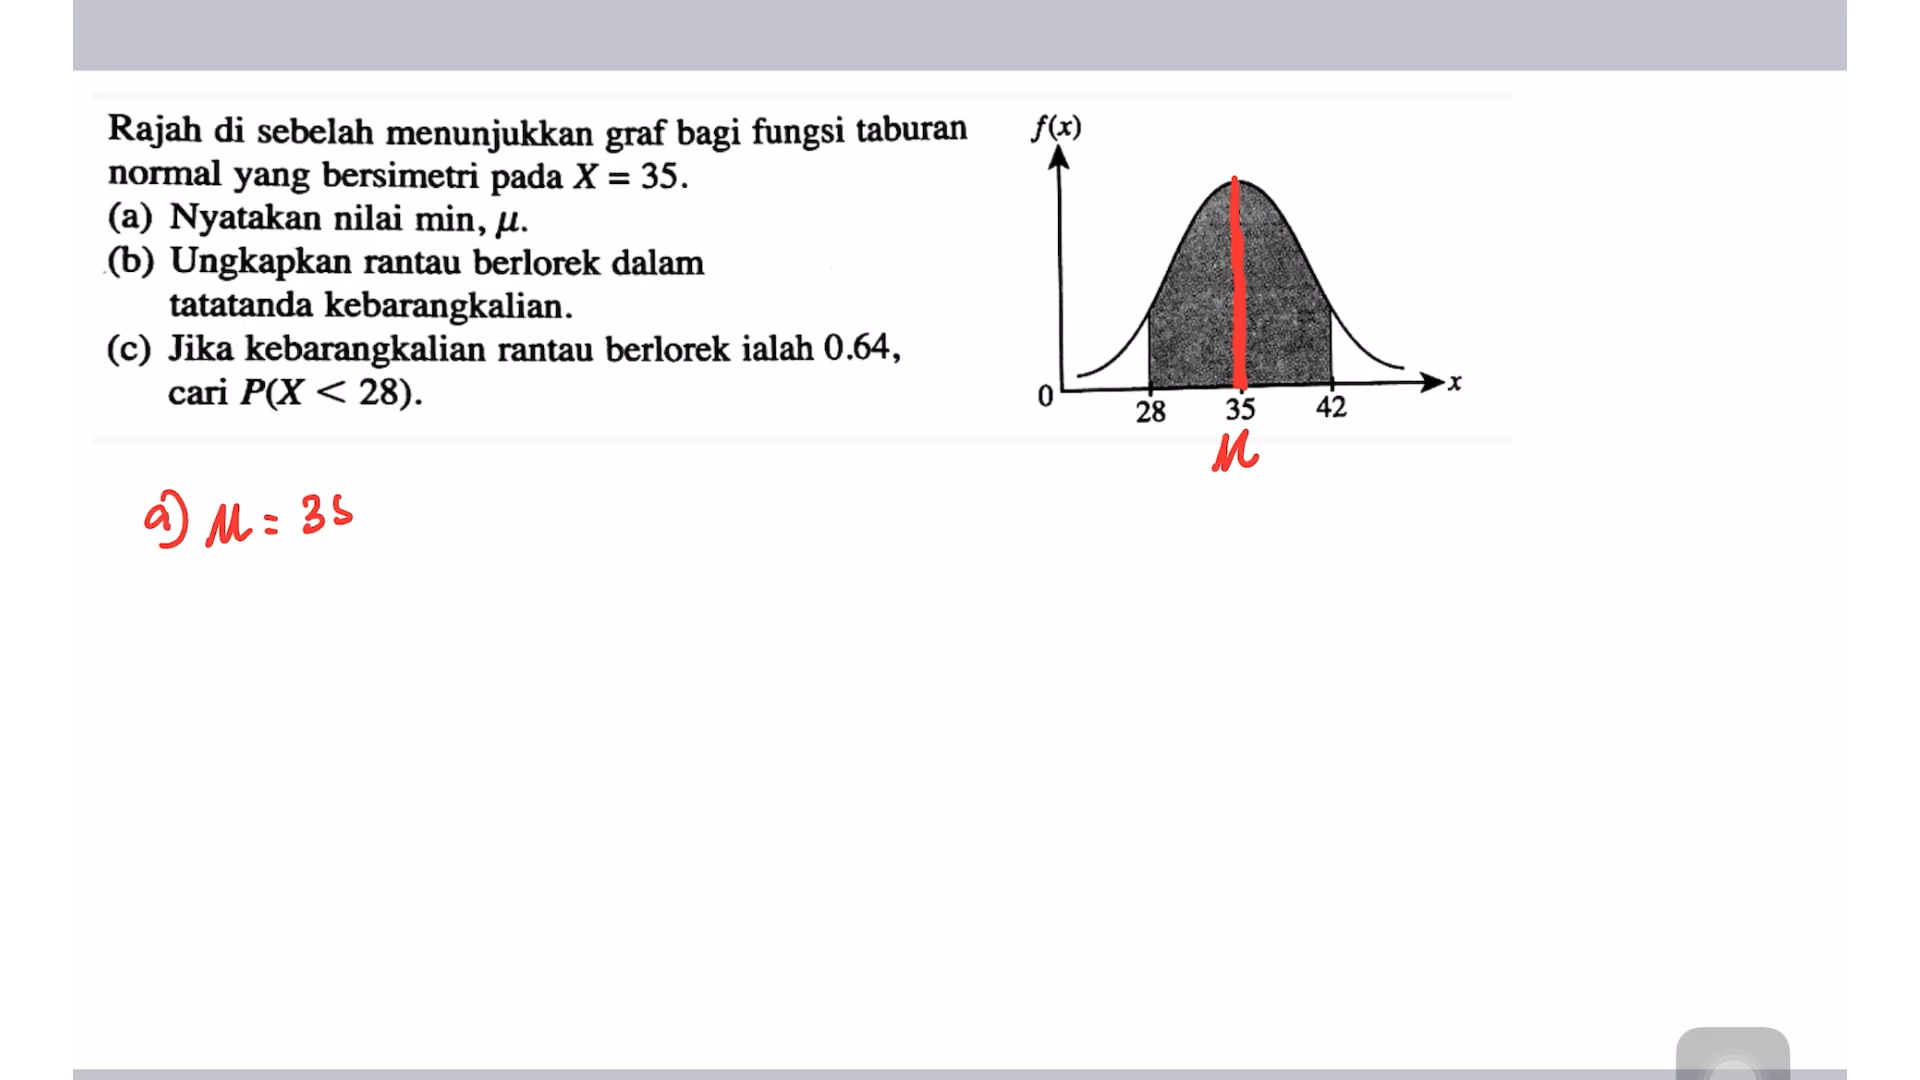 Rajah di sebelah menunjukkan graf bagi fungsi taburan
normal yang bersimetri pada X = 35.
(a) Nyatakan nilai min, μ.
(b) Ungkapkan rantau berlorek dalam
tatatanda kebarangkalian.
(c) Jika kebarangkalian rantau berlorek ialah 0.64,
cari P(X < 28).
f(x)
0
28 35 42
x
μ
a) μ = 35